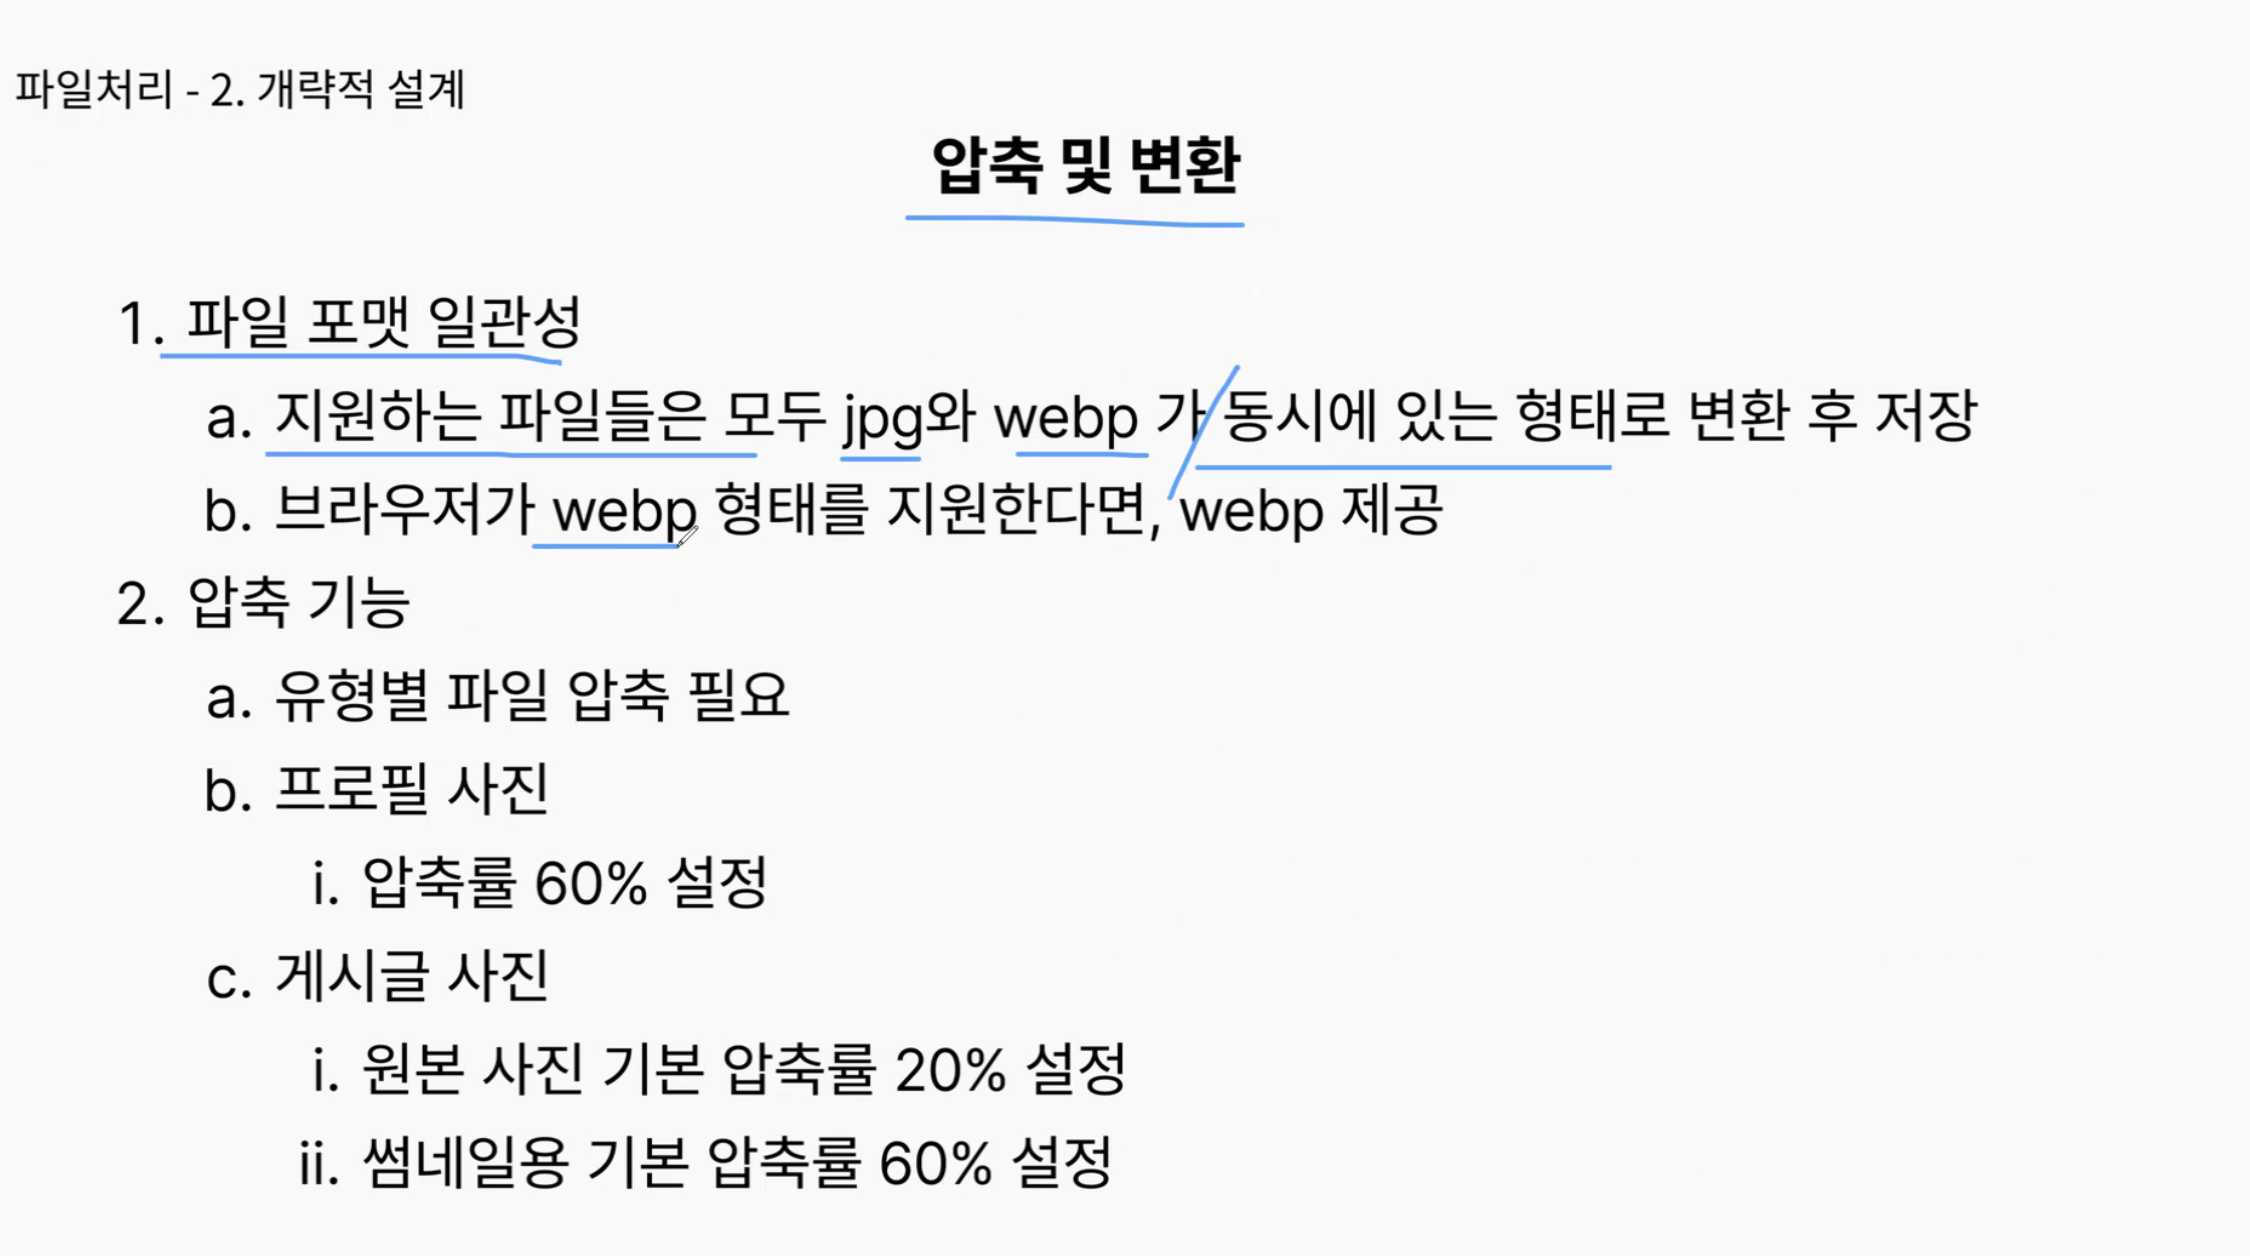 파일처리 - 2. 개략적 설계
압축 및 변환
1. 파일 포맷 일관성
a. 지원하는 파일들은 모두 jpg와 webp 가 동시에 있는 형태로 변환 후 저장
b. 브라우저가 webp 형태를 지원한다면, webp 제공
2. 압축 기능
a. 유형별 파일 압축 필요
b. 프로필 사진
i. 압축률 60% 설정
c. 게시글 사진
i. 원본 사진 기본 압축률 20% 설정
ii. 썸네일용 기본 압축률 60% 설정